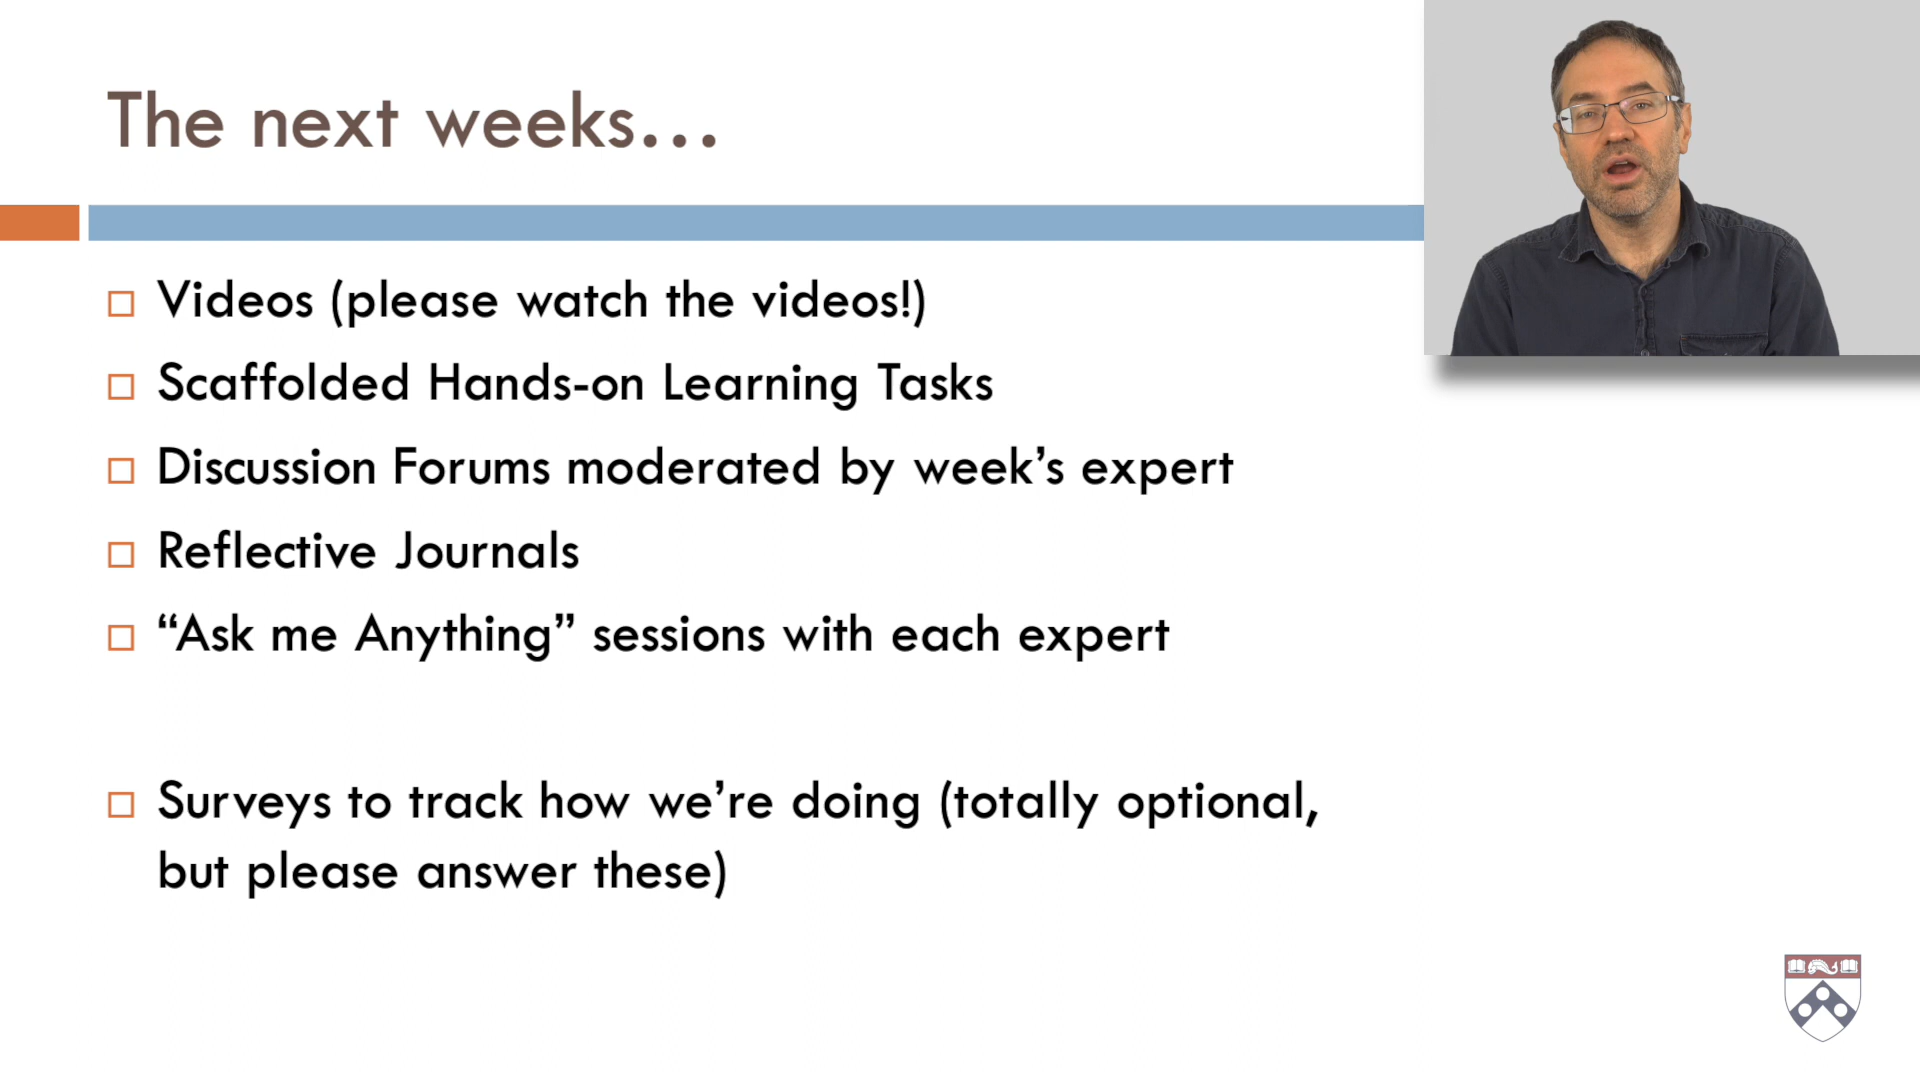 The next weeks…
Videos (please watch the videos!)
Scaffolded Hands-on Learning Tasks
Discussion Forums moderated by week’s expert
Reflective Journals
“Ask me Anything” sessions with each expert
Surveys to track how we’re doing (totally optional,
but please answer these)